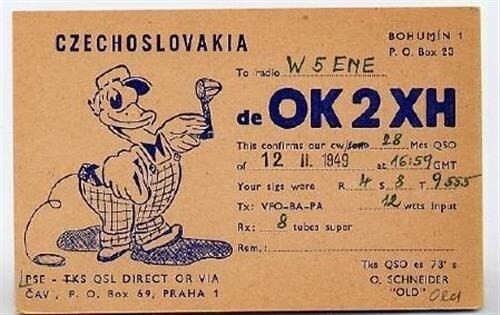 CZECHOSLOVAKIA
BOHUMÍN 1
P. O. Box 23
To radio W5ENE
de OK2XH
This confirms our cw/fone 28 Mcs QSO
of 12 II. 1949 at 16:59 GMT
Your sigs were R 4 S 8 T 9 555
Tx: VFO-BA-PA 12 wtts input
Rx: 8 tubes super
Rem.:
PSE - TKS QSL DIRECT OR VIA
ČAV, P. O. Box 69, PRAHA 1
Tks QSO es 73' s
O. SCHNEIDER
"OLD" Old